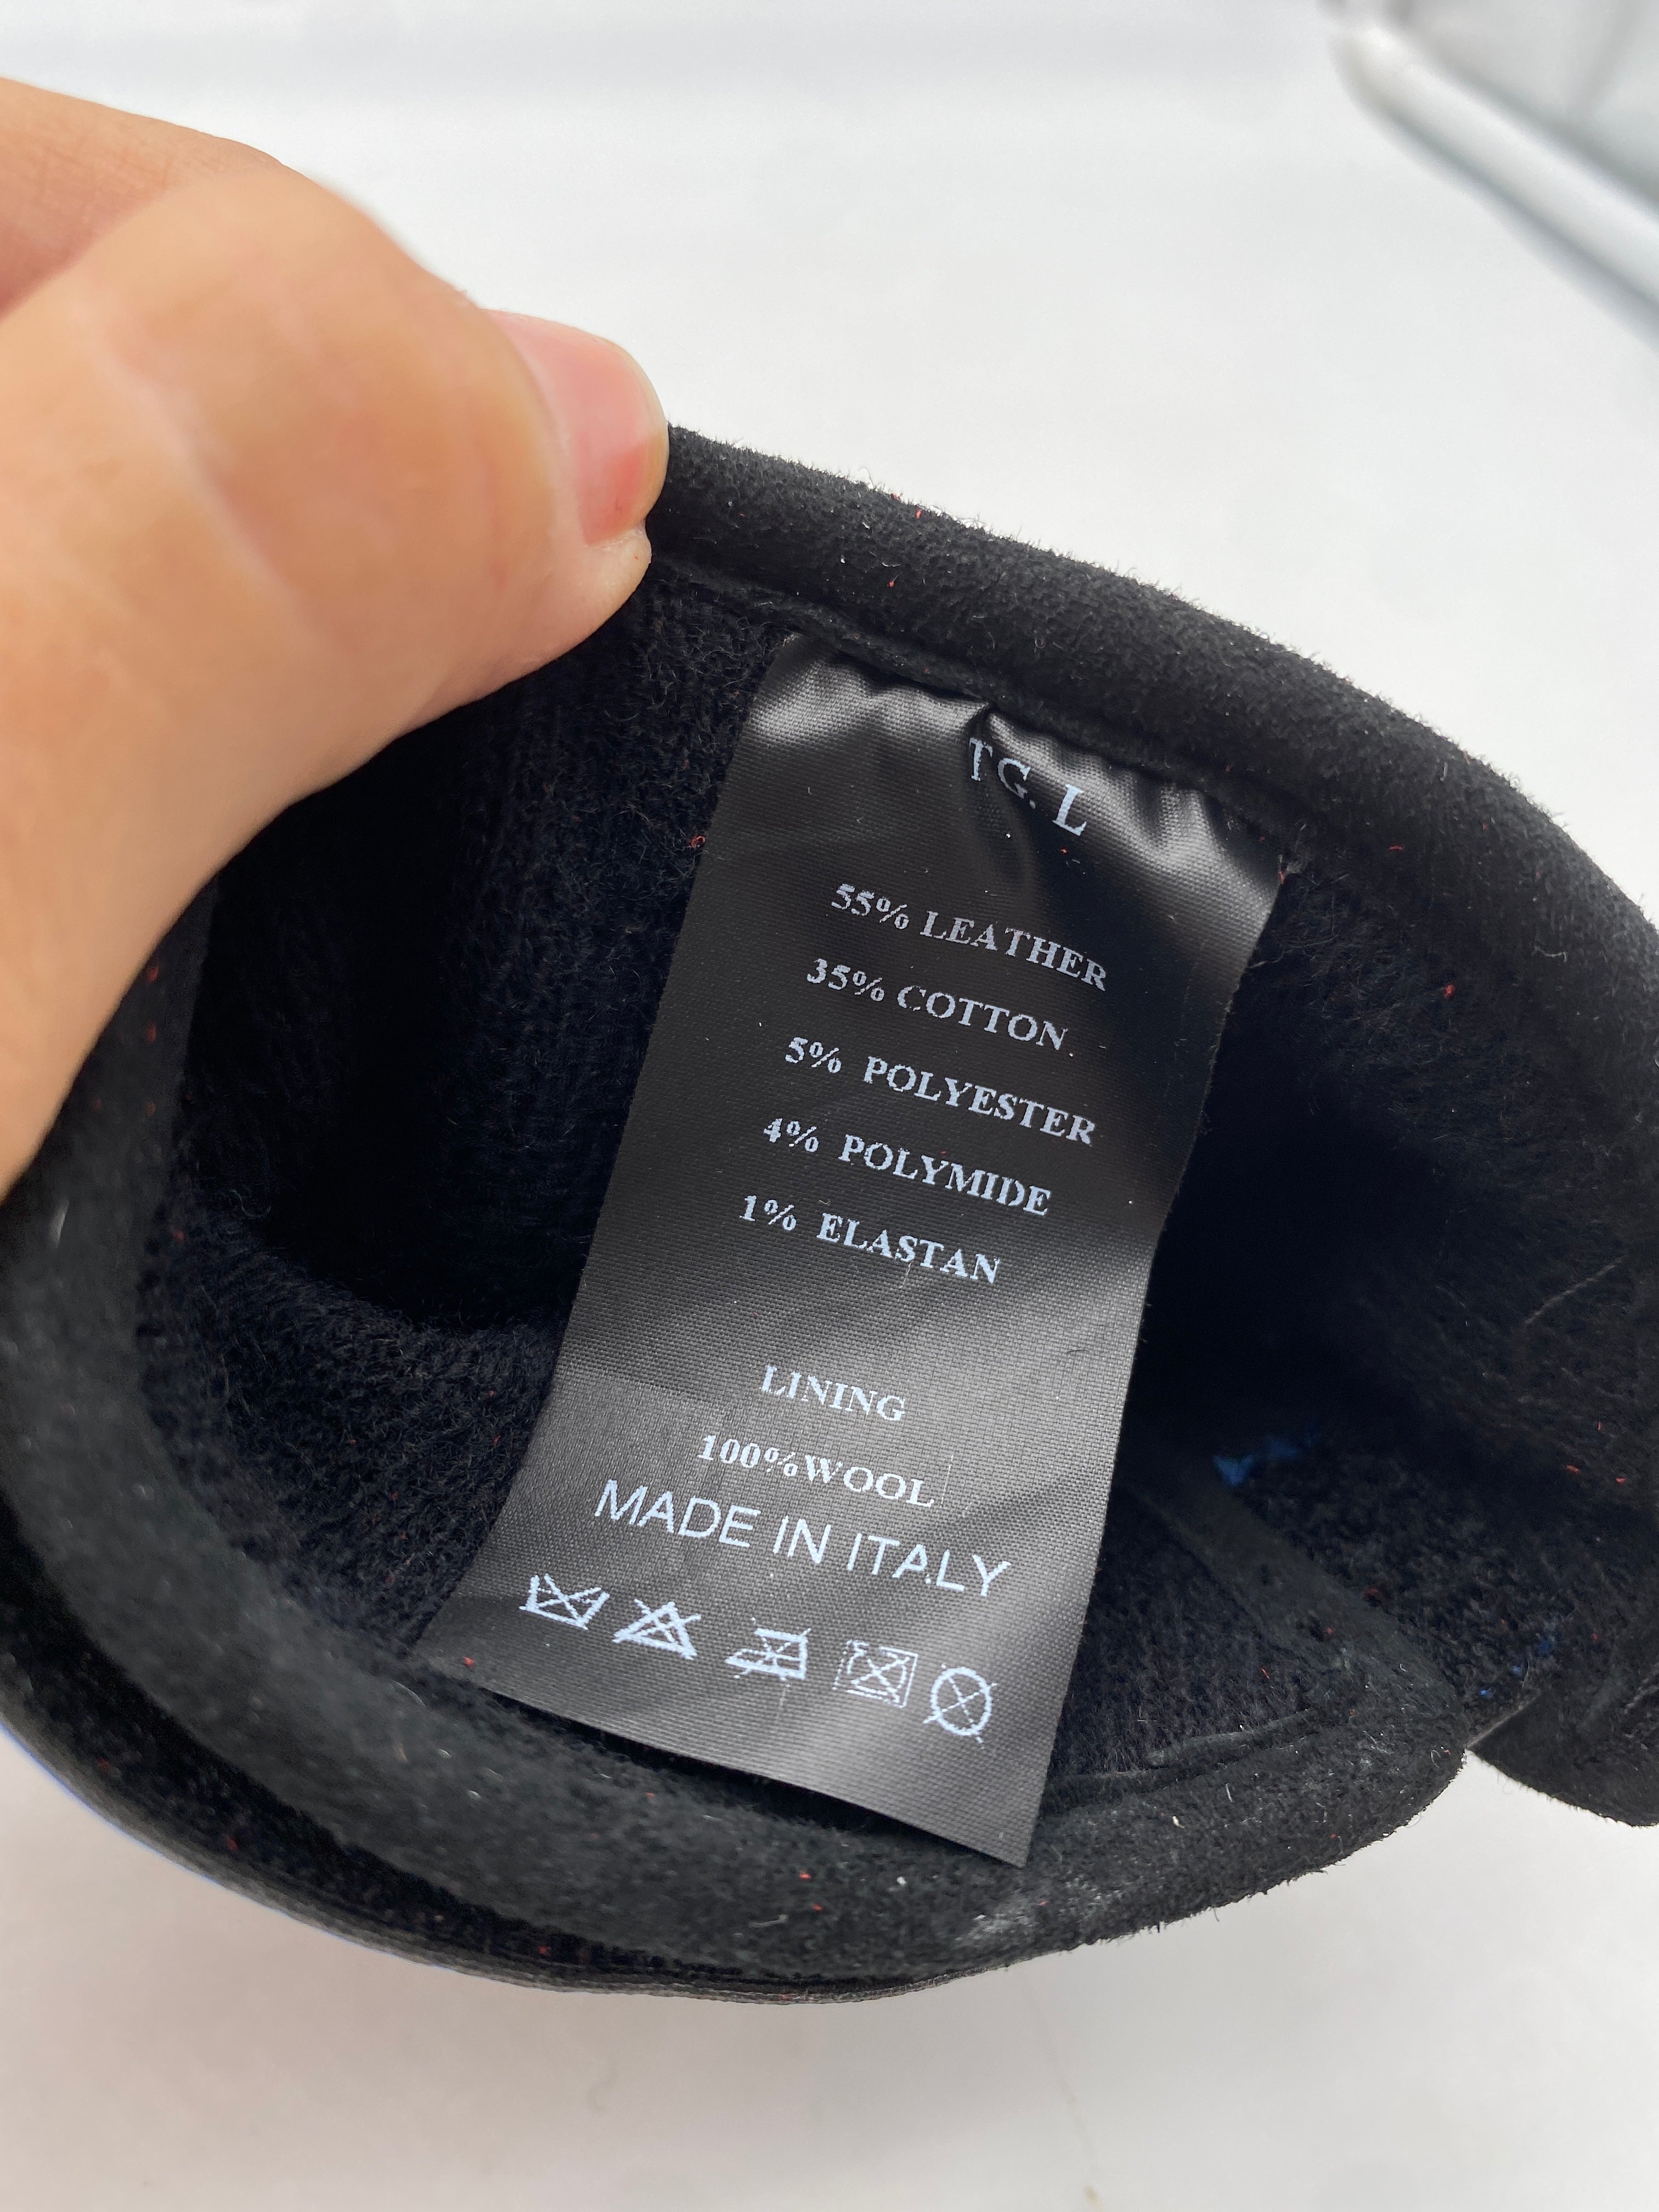 TG. L
55% LEATHER
35% COTTON
5% POLYESTER
4% POLYMIDE
1% ELASTAN
LINING
100%WOOL
MADE IN ITALY